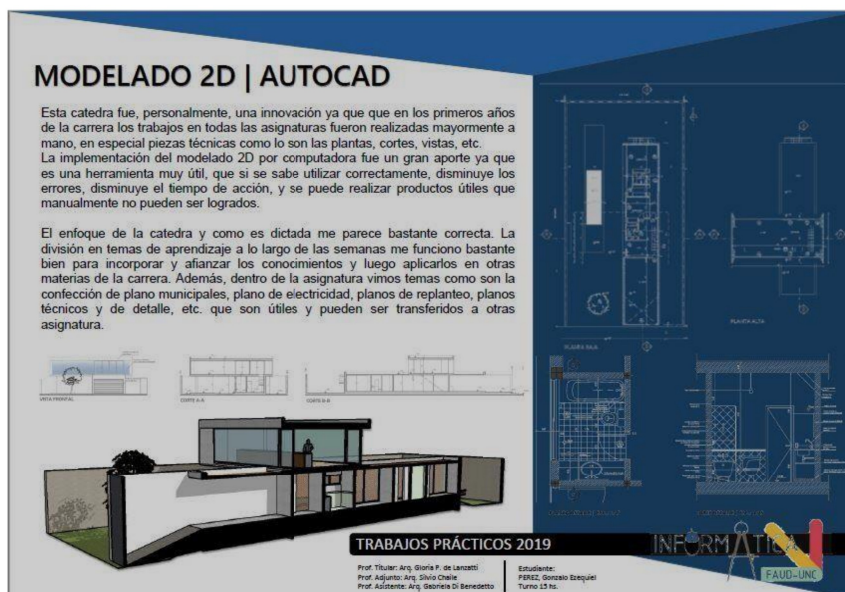 MODELADO 2D | AUTOCAD
Esta catedra fue, personalmente, una innovación ya que que en los primeros años
de la carrera los trabajos en todas las asignaturas fueron realizadas mayormente a
mano, en especial piezas técnicas como lo son las plantas, cortes, vistas, etc.
La implementación del modelado 2D por computadora fue un gran aporte ya que
es una herramienta muy útil, que si se sabe utilizar correctamente, disminuye los
errores, disminuye el tiempo de acción, y se puede realizar productos útiles que
manualmente no pueden ser logrados.
El enfoque de la catedra y como es dictada me parece bastante correcta. La
división en temas de aprendizaje a lo largo de las semanas me funciono bastante
bien para incorporar y afianzar los conocimientos y luego aplicarlos en otras
materias de la carrera. Además, dentro de la asignatura vimos temas como son la
confección de plano municipales, plano de electricidad, planos de replanteo, planos
técnicos y de detalle, etc. que son útiles y pueden ser transferidos a otras
asignatura.
PLANTA BAJA
PLANTA ALTA
VISTA FRONTAL
CORTE A-A
CORTE B-B
TRABAJOS PRÁCTICOS 2019
Prof. Titular: Arq. Gloria P. de Lanzatti
Prof. Adjunto: Arq. Silvio Chaile
Prof. Asistente: Arq. Gabriela Di Benedetto
Estudiante:
PEREZ, Gonzalo Ezequiel
Turno 15 hs.
INFORMATICA
FAUD-UNC